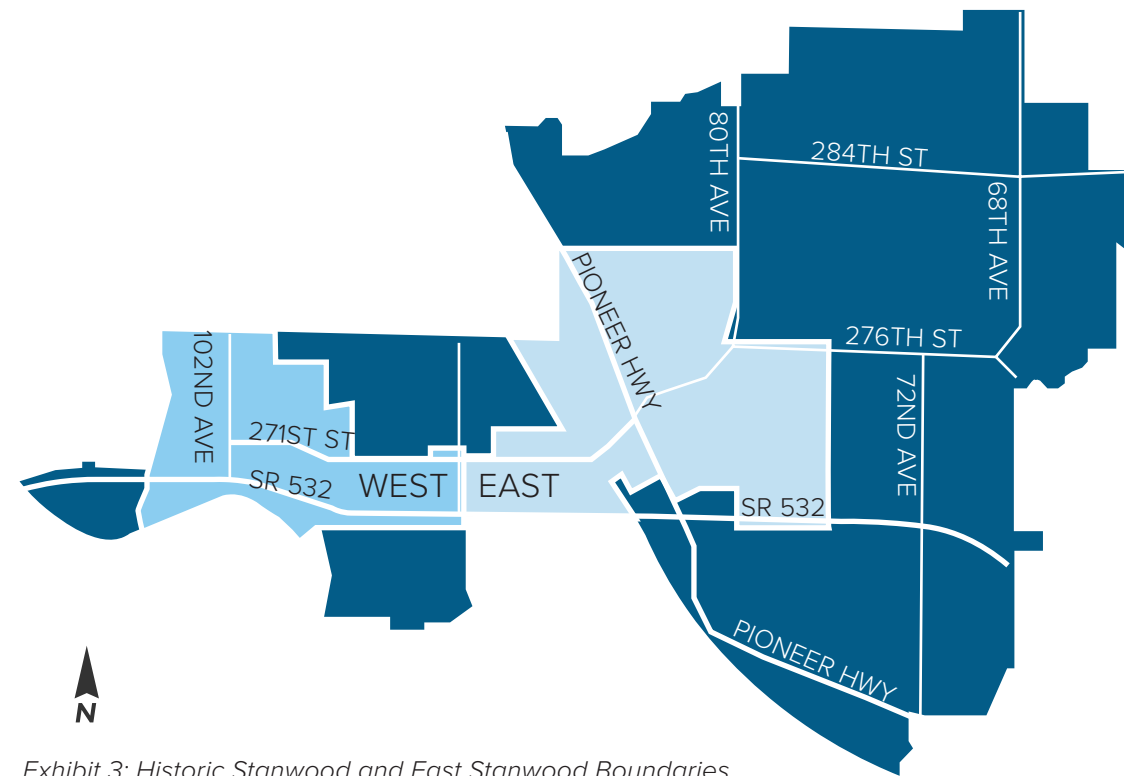 80TH AVE
284TH ST
68TH AVE
PIONEER HWY
276TH ST
102ND AVE
72ND AVE
271ST ST
SR 532
WEST
EAST
SR 532
PIONEER HWY
N
Exhibit 3: Historic Stanwood and East Stanwood Boundaries